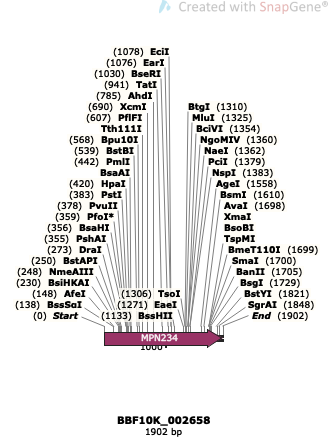 Created with SnapGene®
(1078) EciI
(1076) EarI
(1030) BseRI
(941) TatI
(785) AhdI
(690) XcmI
(607) PflFI
Tth111I
(568) Bpu10I
(539) BstBI
(442) PmlI
BsaAI
(420) HpaI
(383) PstI
(378) PvuII
(359) PfoI*
(356) BsaHI
(355) PshAI
(273) DraI
(250) BstAPI
(248) NmeAIII
(230) BsiHKAI
(148) AfeI
(138) BssSαI
(0) Start
BtgI (1310)
MluI (1325)
BciVI (1354)
NgoMIV (1360)
NaeI (1362)
PciI (1379)
NspI (1383)
AgeI (1558)
BsmI (1610)
AvaI (1698)
XmaI
BsoBI
TspMI
BmeT110I (1699)
SmaI (1700)
BanII (1705)
BsgI (1729)
BstYI (1821)
SgrAI (1848)
End (1902)
(1306) TsoI
(1271) EaeI
(1133) BssHII
MPN234
1000
BBF10K_002658
1902 bp